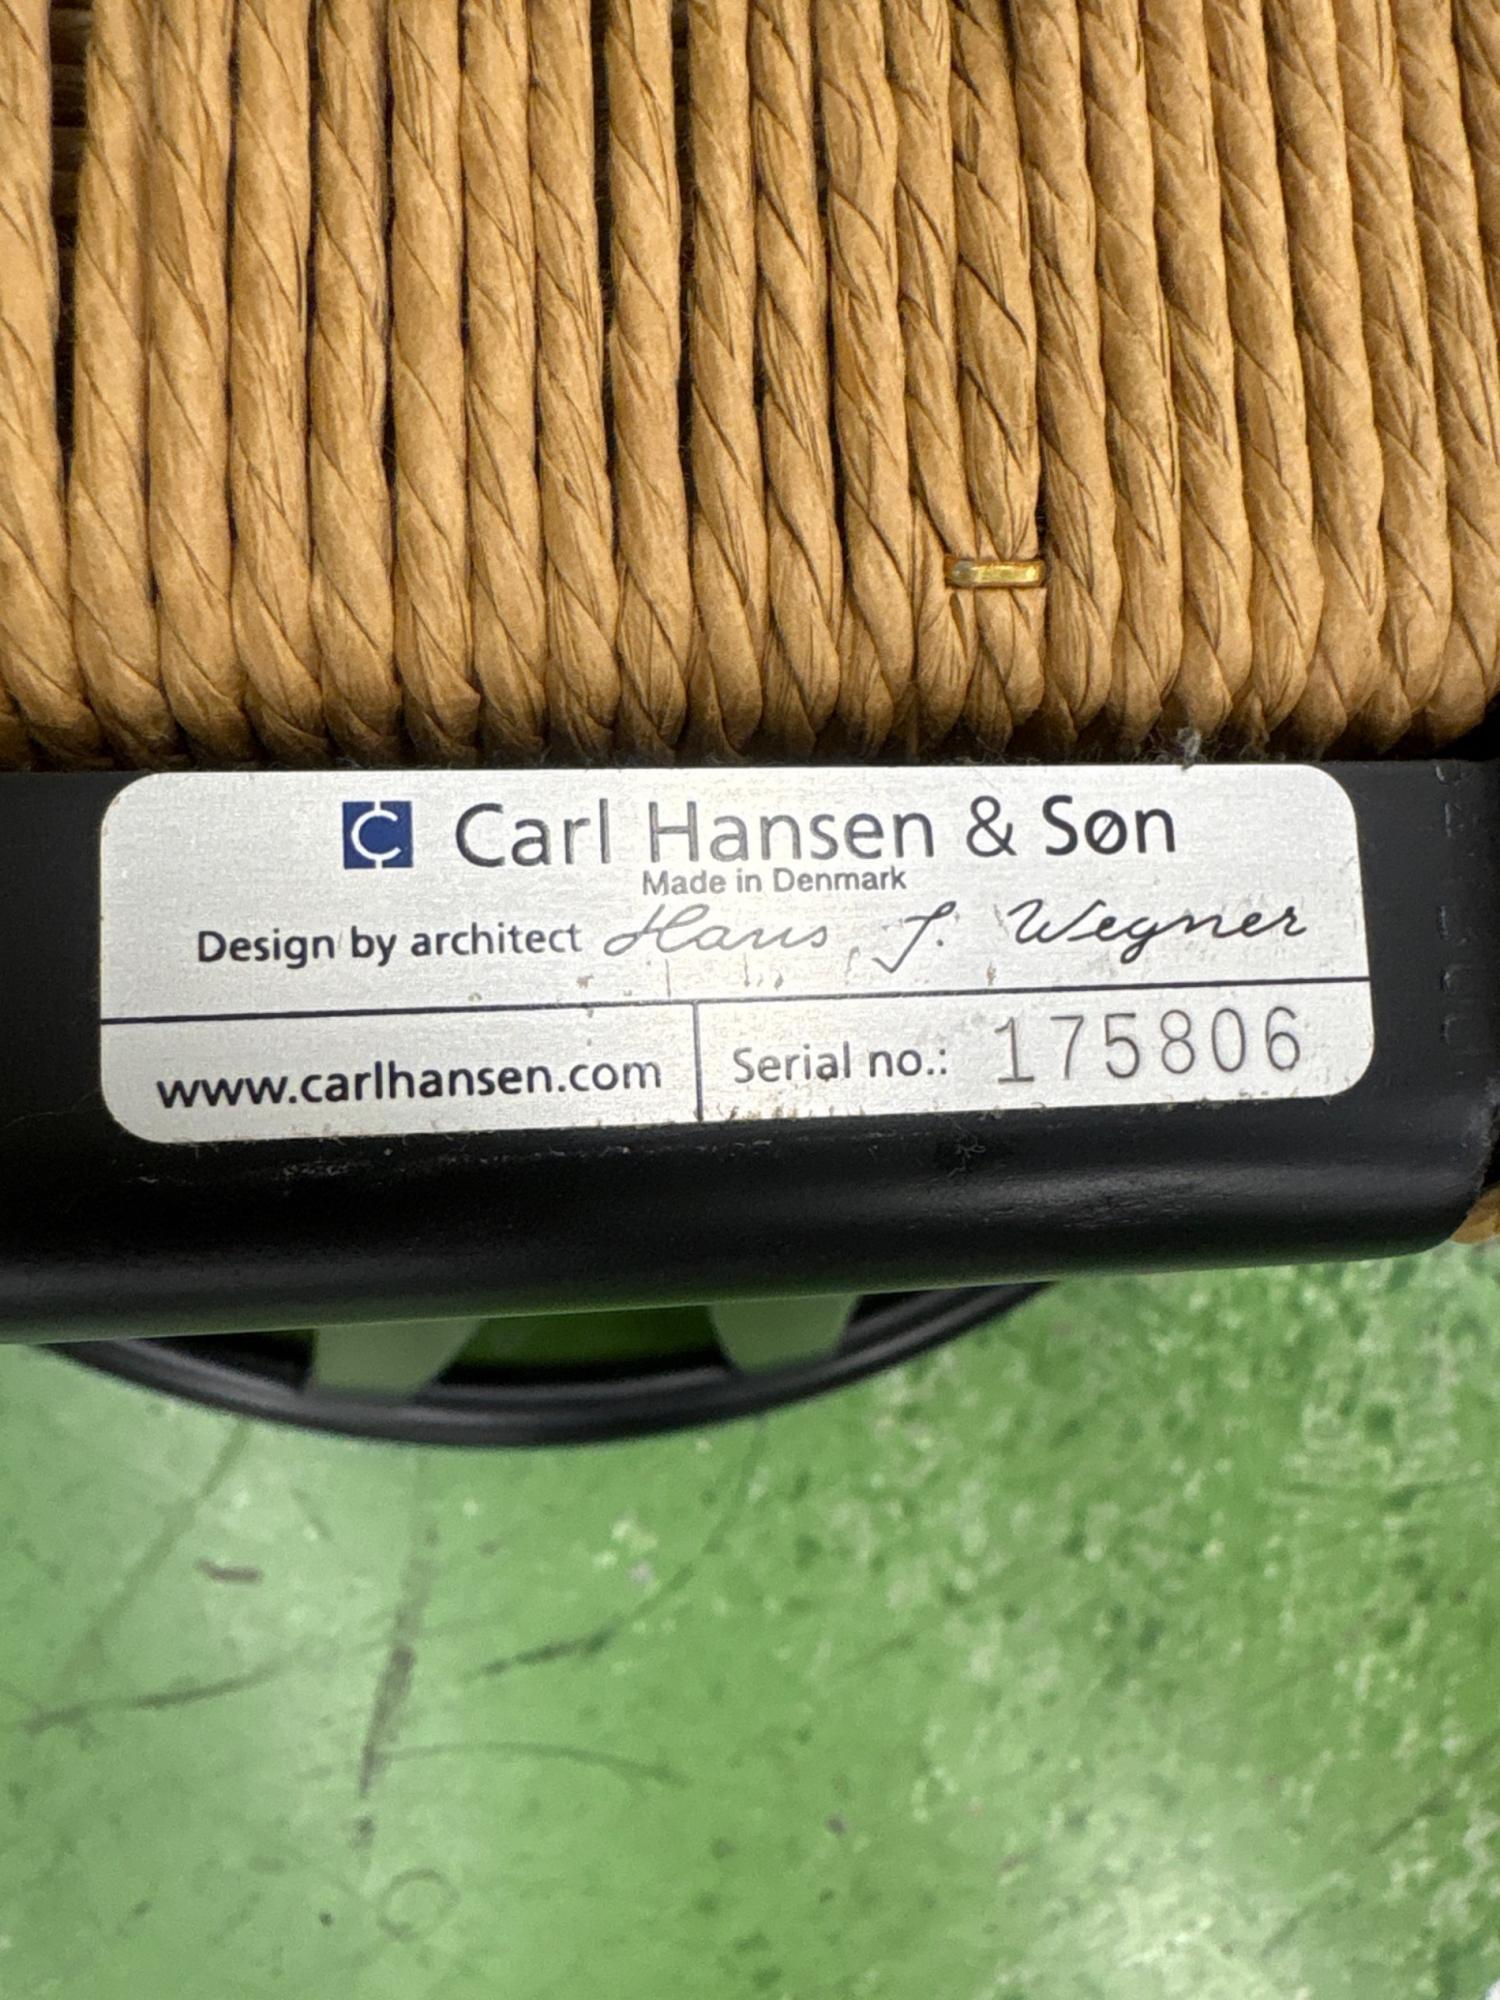 C Carl Hansen & Søn
Made in Denmark
Design by architect Hans J. Wegner
www.carlhansen.com
Serial no.: 175806